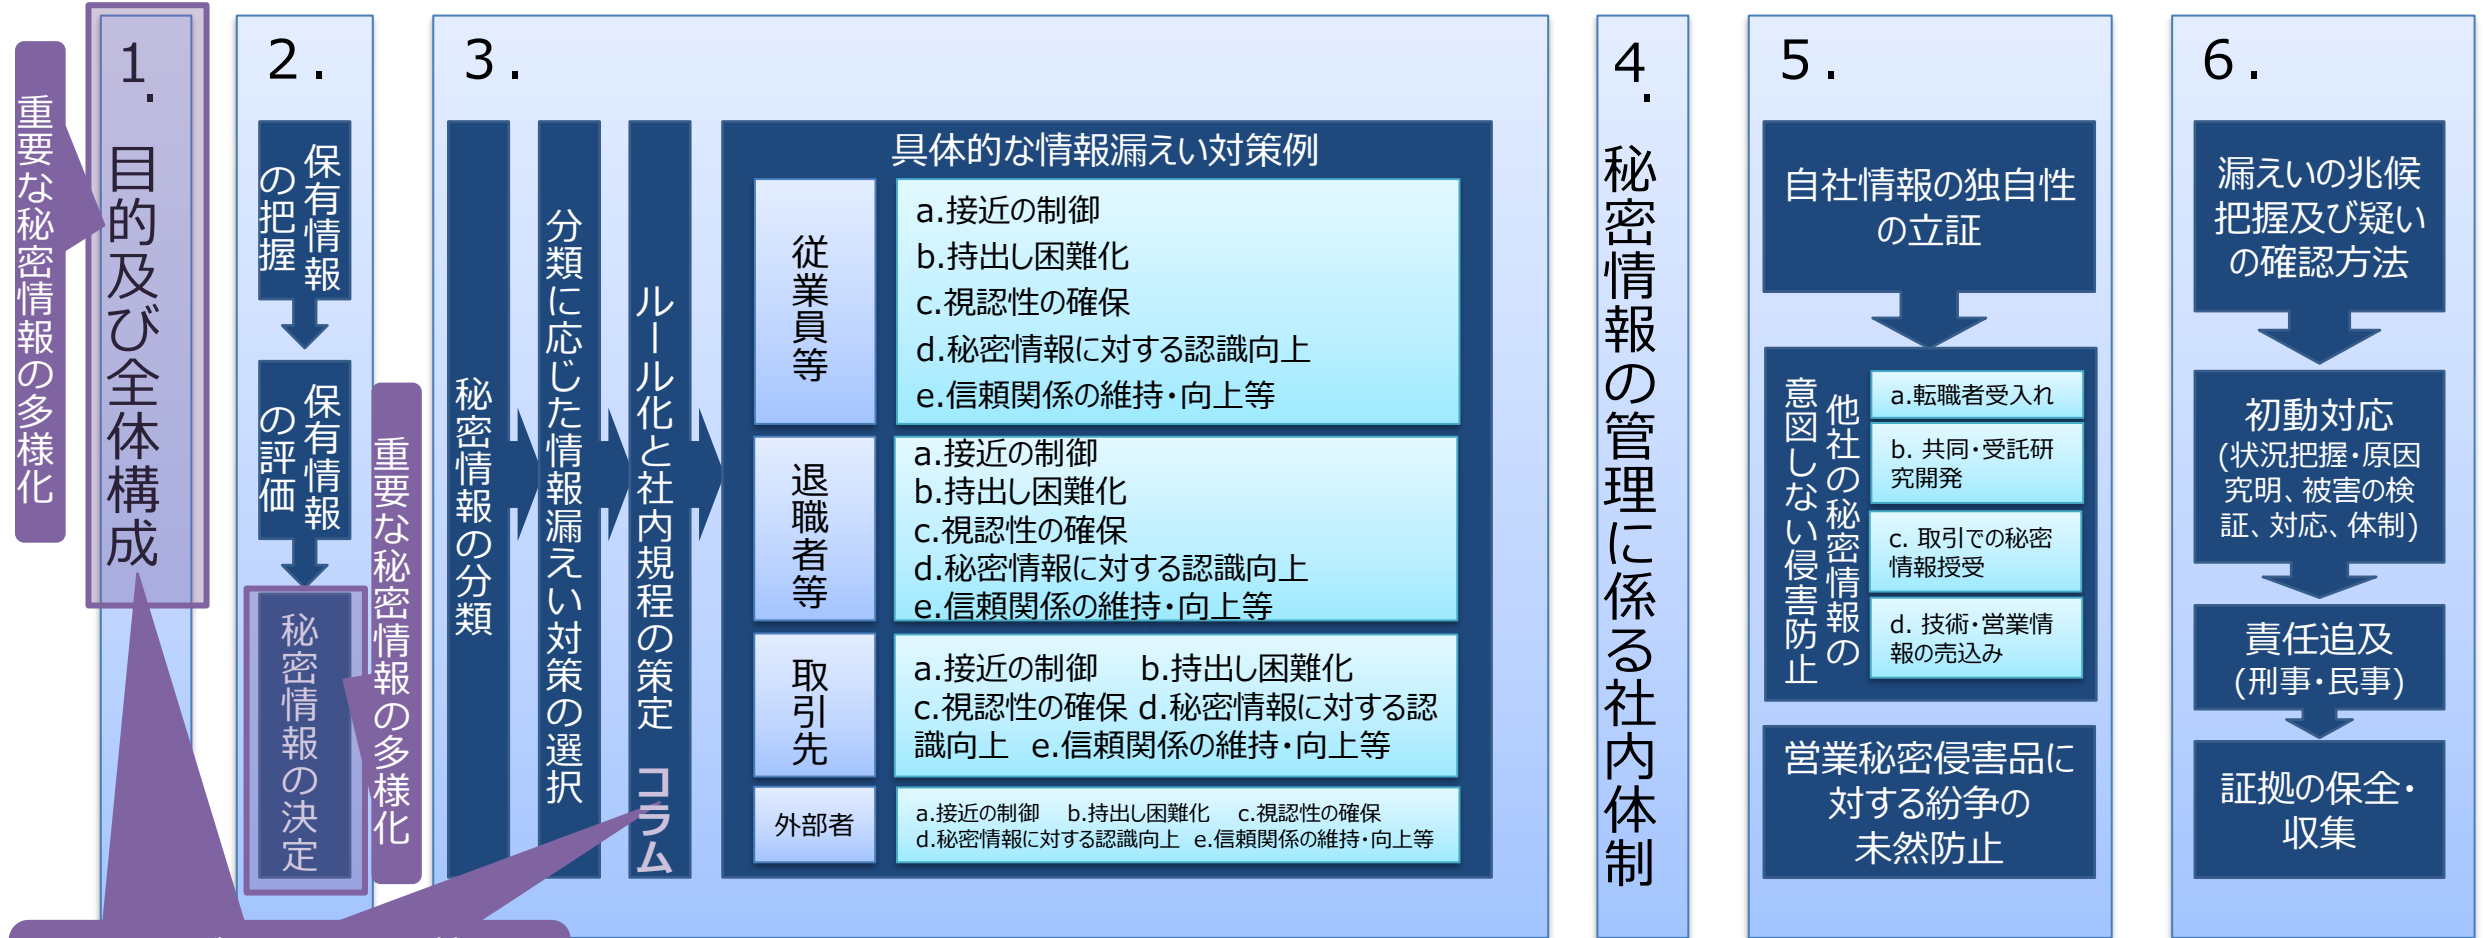 重要な秘密情報の多様化
1.
目的及び全体構成
2.
保有情報
の把握
保有情報
の評価
秘密情報の決定
重要な秘密情報の多様化
3.
秘密情報の分類
分類に応じた情報漏えい対策の選択
ルール化と社内規程の策定 コラム
具体的な情報漏えい対策例
従業員等
a.接近の制御
b.持出し困難化
c.視認性の確保
d.秘密情報に対する認識向上
e.信頼関係の維持・向上等
退職者等
a.接近の制御
b.持出し困難化
c.視認性の確保
d.秘密情報に対する認識向上
e.信頼関係の維持・向上等
取引先
a.接近の制御 b.持出し困難化
c.視認性の確保 d.秘密情報に対する認
識向上 e.信頼関係の維持・向上等
外部者
a.接近の制御 b.持出し困難化 c.視認性の確保
d.秘密情報に対する認識向上 e.信頼関係の維持・向上等
4.
秘密情報の管理に係る社内体制
5.
自社情報の独自性
の立証
他社の秘密情報の
意図しない侵害防止
a.転職者受入れ
b. 共同・受託研
究開発
c. 取引での秘密
情報授受
d. 技術・営業情
報の売込み
営業秘密侵害品に
対する紛争の
未然防止
6.
漏えいの兆候
把握及び疑い
の確認方法
初動対応
(状況把握・原因
究明、被害の検
証、対応、体制)
責任追及
(刑事・民事)
証拠の保全・
収集